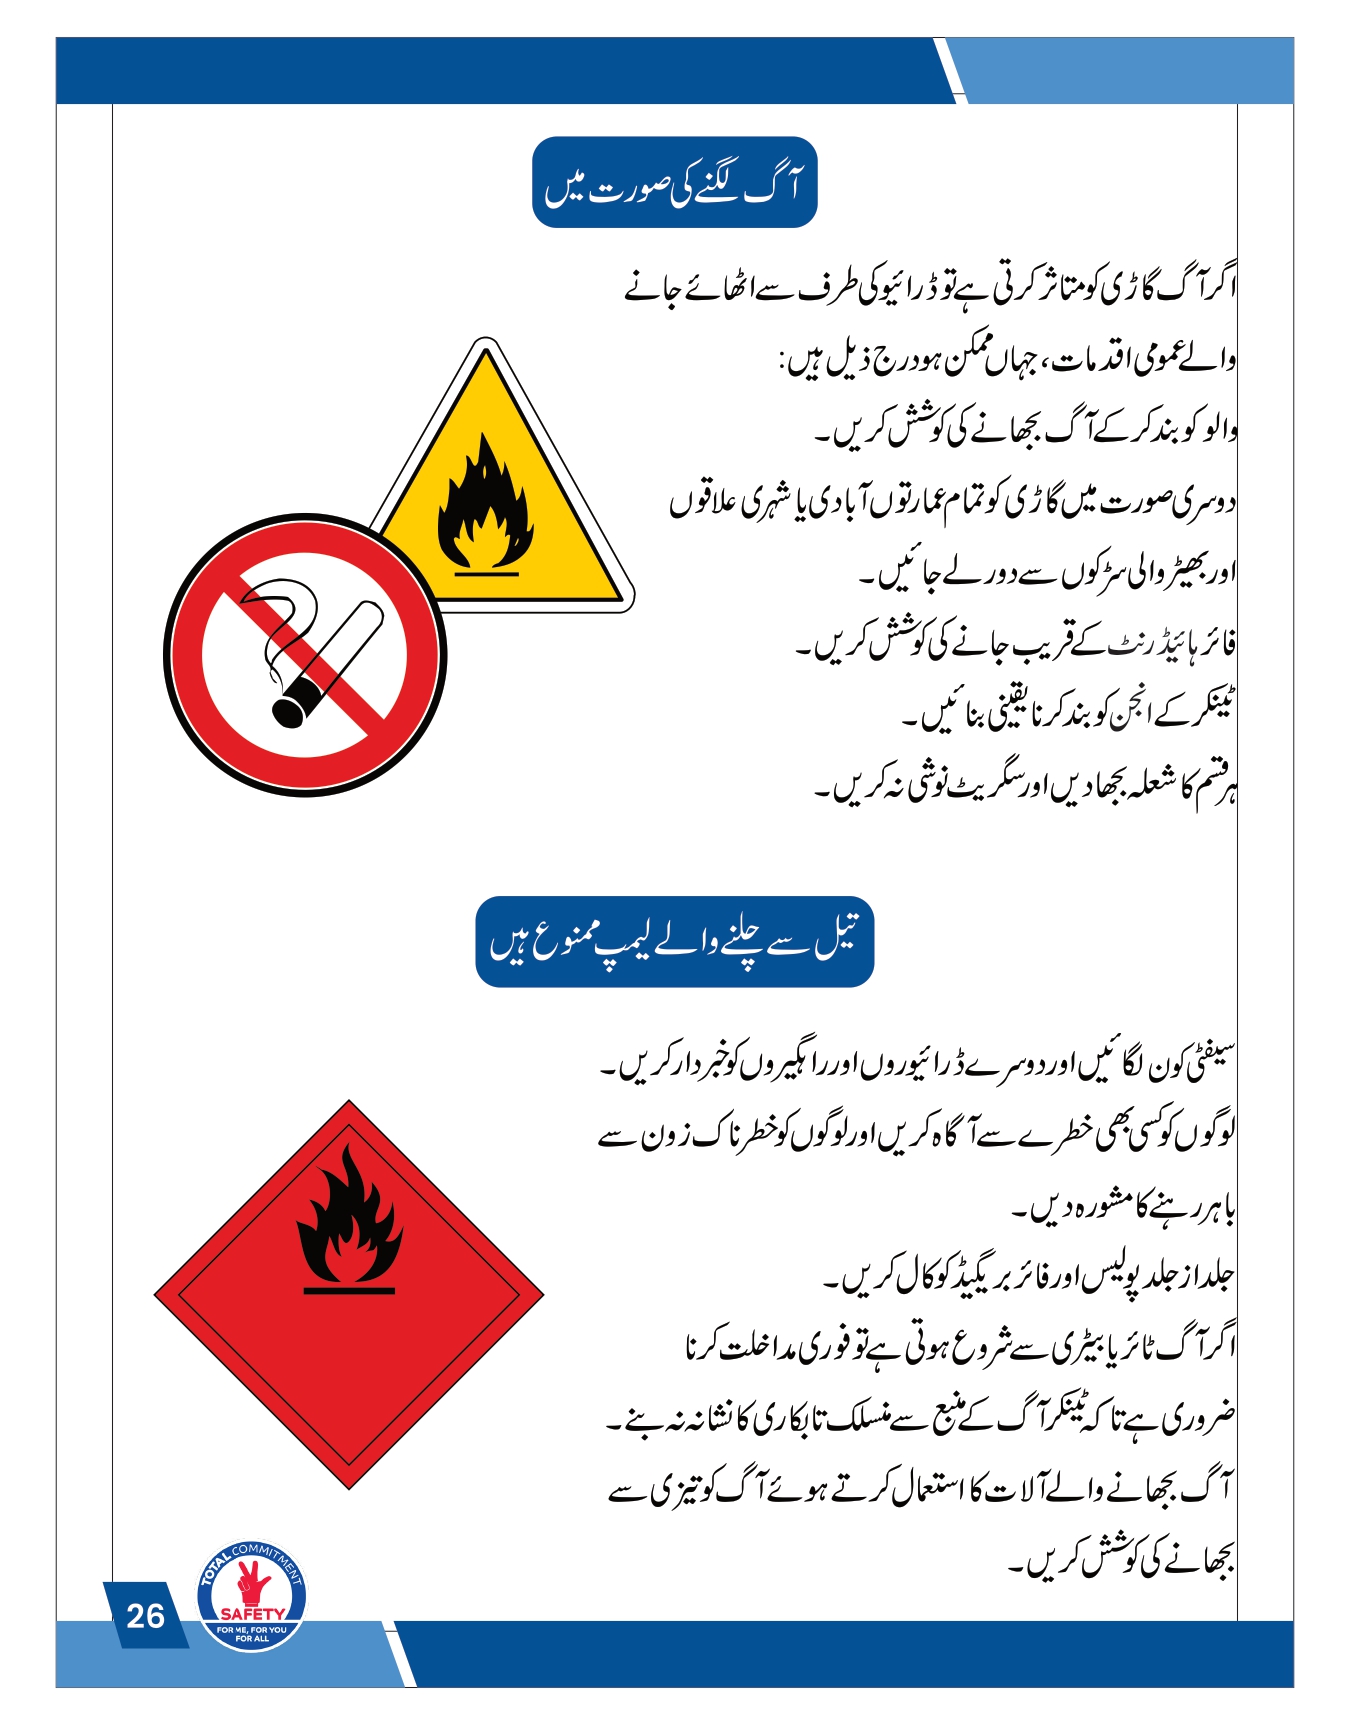 آگ لگنے کی صورت میں
اگر آگ گاڑی کو متاثر کرتی ہے تو ڈرائیو کی طرف سے اٹھائے جانے
والے عمومی اقدمات، جہاں ممکن ہو درج ذیل ہیں:
والو کو بند کر کے آگ بجھانے کی کوشش کریں۔
دوسری صورت میں گاڑی کو تمام عمارتوں آبادی یا شہری علاقوں
اور بھیڑ والی سڑکوں سے دور لے جائیں۔
فائر ہائیڈرنٹ کے قریب جانے کی کوشش کریں۔
ٹینکر کے انجن کو بند کرنا یقینی بنائیں۔
ہر قسم کا شعلہ بجھا دیں اور سگریٹ نوشی نہ کریں۔
تیل سے چلنے والے لیمپ ممنوع ہیں
سیفٹی کون لگائیں اور دوسرے ڈرائیوروں اور راہگیروں کو خبردار کریں۔
لوگوں کو کسی بھی خطرے سے آگاہ کریں اور لوگوں کو خطرناک زون سے
باہر رہنے کا مشورہ دیں۔
جلد از جلد پولیس اور فائر بریگیڈ کو کال کریں۔
اگر آگ ٹائر یا بیٹری سے شروع ہوتی ہے تو فوری مداخلت کرنا
ضروری ہے تاکہ ٹینکر آگ کے منبع سے منسلک تابکاری کا نشانہ نہ بنے۔
آگ بجھانے والے آلات کا استعمال کرتے ہوئے آگ کو تیزی سے
بجھانے کی کوشش کریں۔
TOTAL COMMITMENT
SAFETY
FOR ME, FOR YOU
FOR ALL
26